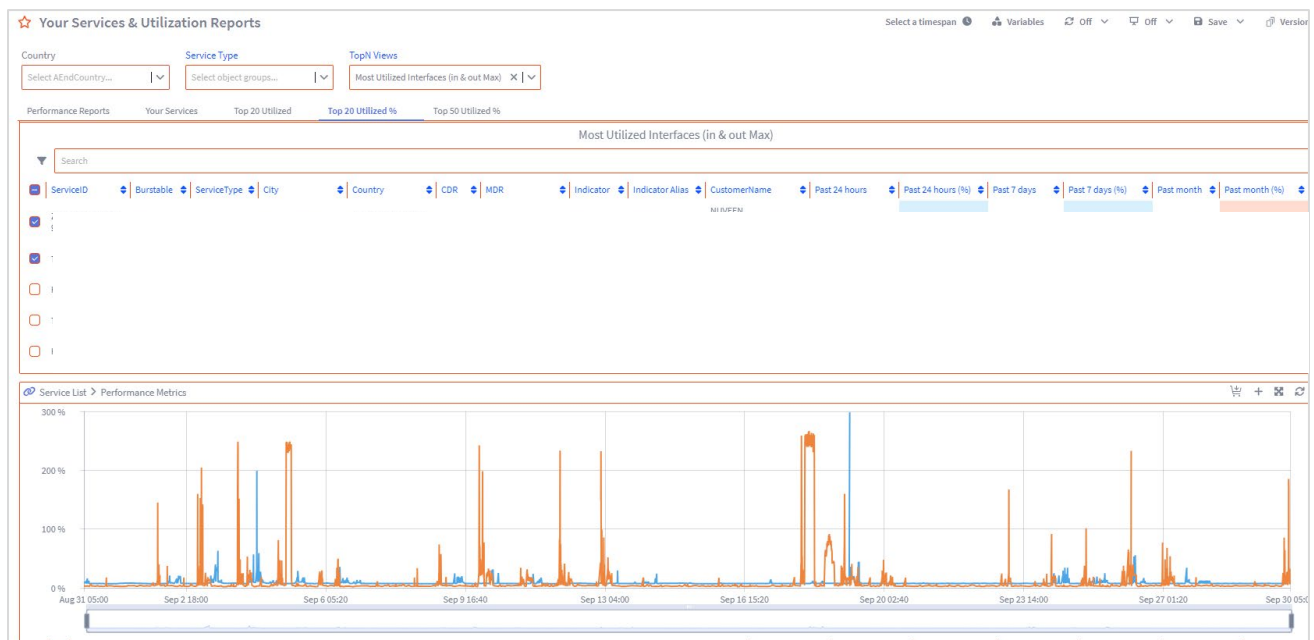 Your Services & Utilization Reports
Select a timespan Variables Off Off Save Version
Country Service Type TopN Views
Select AEndCountry... Select object groups... Most Utilized Interfaces (in & out Max)
Performance Reports Your Services Top 20 Utilized Top 20 Utilized % Top 50 Utilized %
Most Utilized Interfaces (in & out Max)
Search
ServiceID Burstable ServiceType City Country CDR MDR Indicator Indicator Alias CustomerName Past 24 hours Past 24 hours (%) Past 7 days Past 7 days (%) Past month Past month (%)
NUVEEN
Service List > Performance Metrics
300 %
200 %
100 %
0 %
Aug 31 05:00 Sep 2 18:00 Sep 6 05:20 Sep 9 16:40 Sep 13 04:00 Sep 16 15:20 Sep 20 02:40 Sep 23 14:00 Sep 27 01:20 Sep 30 05:0